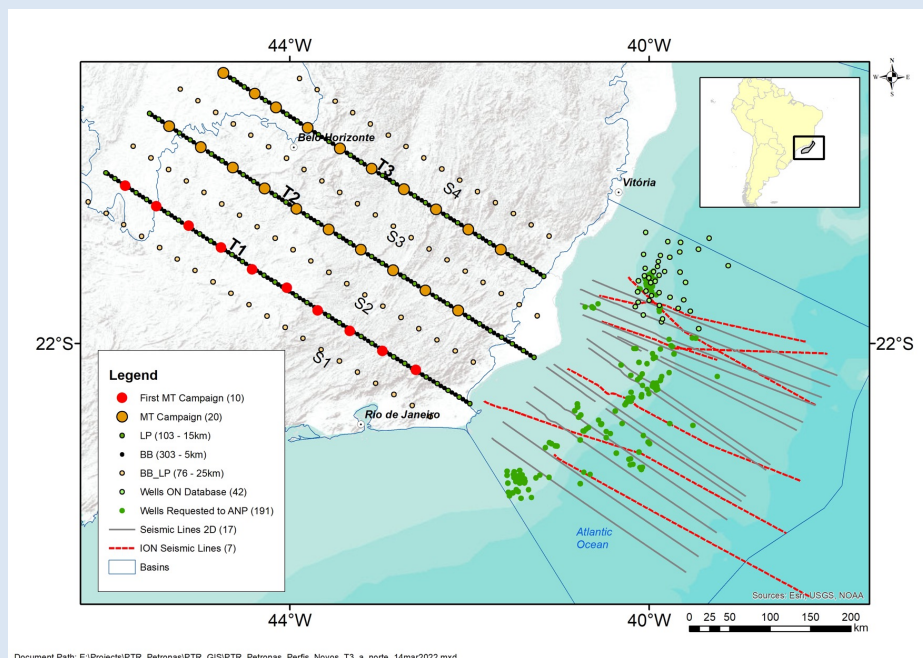 44°W
40°W
N
W
E
S
Belo Horizonte
T3
S4
Vitória
T2
S3
T1
S2
S1
22°S
22°S
Legend
First MT Campaign (10)
MT Campaign (20)
LP (103 - 15km)
BB (303 - 5km)
BB_LP (76 - 25km)
Wells ON Database (42)
Wells Requested to ANP (191)
Seismic Lines 2D (17)
ION Seismic Lines (7)
Basins
Rio de Janeiro
Atlantic
Ocean
Sources: Esri, USGS, NOAA
44°W
40°W
0 25 50 100 150 200
km
Document Path: E:\Projects\PTR_Petronas\PTR_GIS\PTR_Petronas_Perfis_Novos_T3_a_norte_14mar2022.mxd